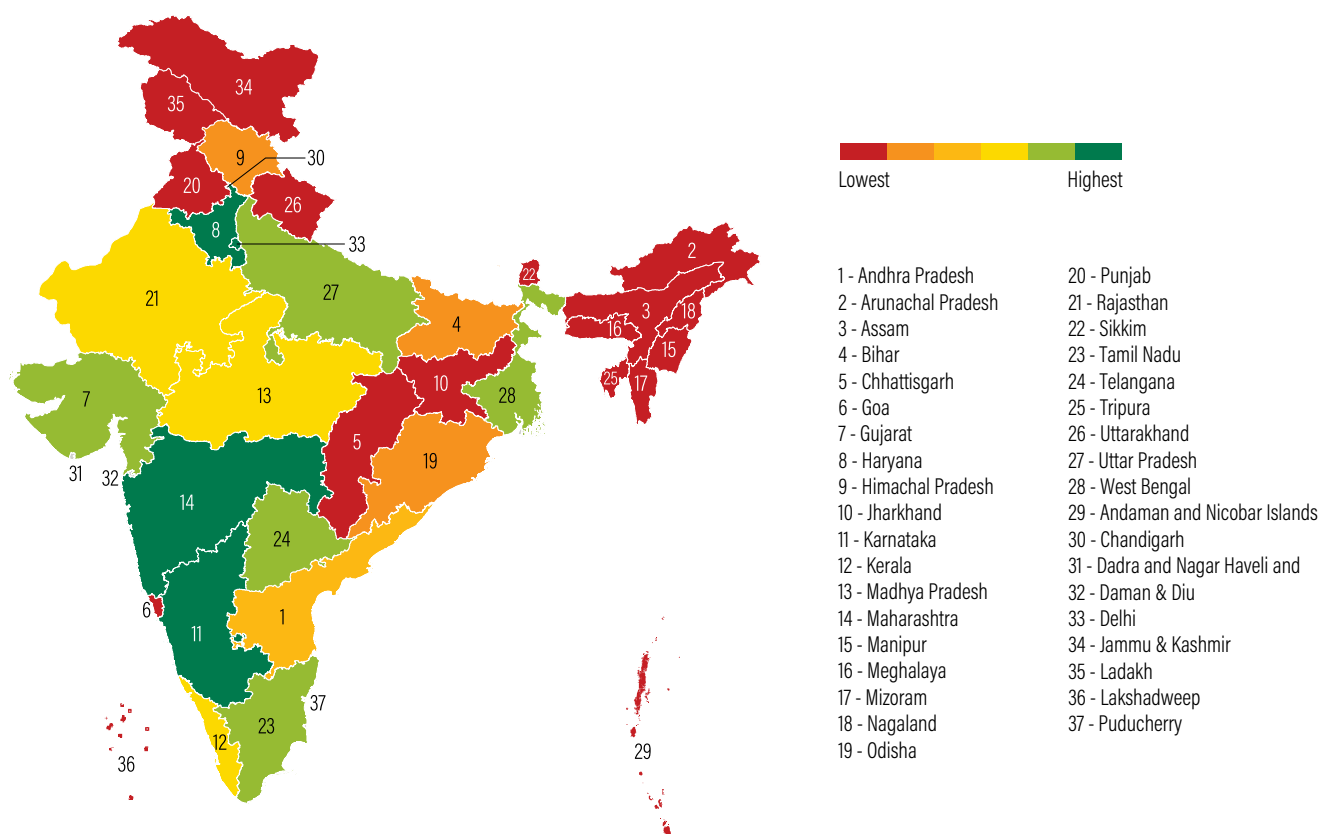 34
35
9
30
20
26
8
33
2
22
21
27
3
18
4
16
15
10
25
17
7
13
28
5
19
31
32
14
24
6
1
11
37
23
12
29
36
Lowest
Highest
1 - Andhra Pradesh
2 - Arunachal Pradesh
3 - Assam
4 - Bihar
5 - Chhattisgarh
6 - Goa
7 - Gujarat
8 - Haryana
9 - Himachal Pradesh
10 - Jharkhand
11 - Karnataka
12 - Kerala
13 - Madhya Pradesh
14 - Maharashtra
15 - Manipur
16 - Meghalaya
17 - Mizoram
18 - Nagaland
19 - Odisha
20 - Punjab
21 - Rajasthan
22 - Sikkim
23 - Tamil Nadu
24 - Telangana
25 - Tripura
26 - Uttarakhand
27 - Uttar Pradesh
28 - West Bengal
29 - Andaman and Nicobar Islands
30 - Chandigarh
31 - Dadra and Nagar Haveli and
32 - Daman & Diu
33 - Delhi
34 - Jammu & Kashmir
35 - Ladakh
36 - Lakshadweep
37 - Puducherry